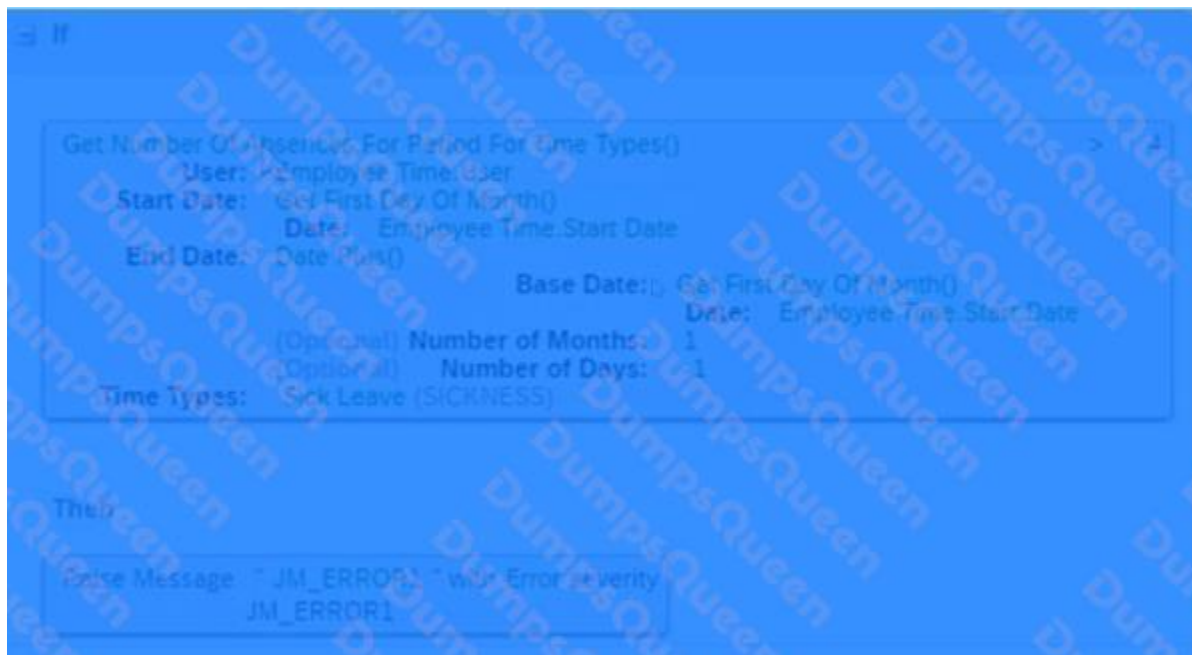 If
Get Number Of Absences For Period For Time Types() > 4
User: Employee Time.User
Start Date: Get First Day Of Month()
Date: Employee Time.Start Date
End Date: Date Plus()
Base Date: Get First Day Of Month()
Date: Employee Time.Start Date
(Optional) Number of Months: 1
(Optional) Number of Days:
Time Types: Sick Leave (SICKNESS)
Then
Raise Message " JM_ERROR1 " with Error severity
JM_ERROR1
DumpsQueen